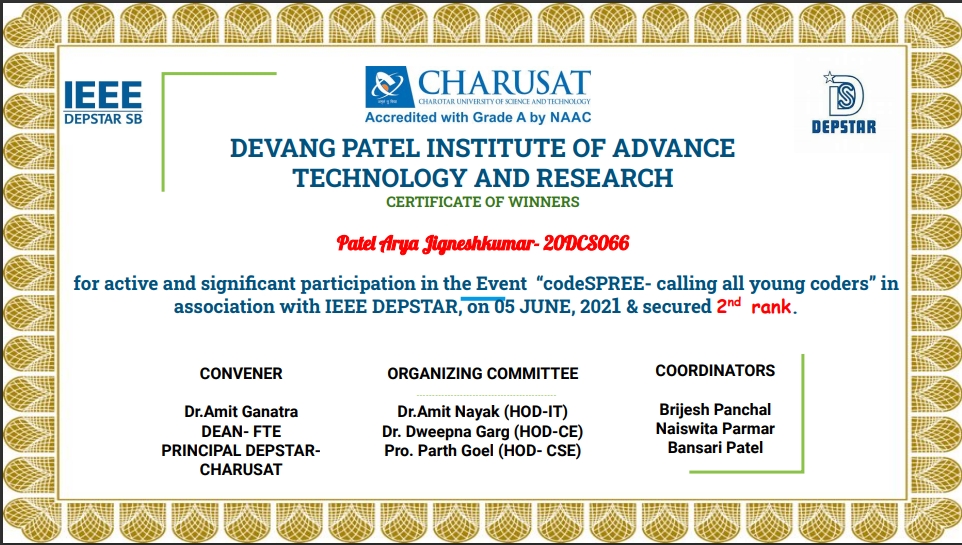 IEEE
DEPSTAR SB
CHARUSAT
CHAROTAR UNIVERSITY OF SCIENCE AND TECHNOLOGY
Accredited with Grade A by NAAC
DEPSTAR
DEVANG PATEL INSTITUTE OF ADVANCE
TECHNOLOGY AND RESEARCH
CERTIFICATE OF WINNERS
Patel Arya Jigneshkumar- 20DCS066
for active and significant participation in the Event “codeSPREE- calling all young coders” in
association with IEEE DEPSTAR, on 05 JUNE, 2021 & secured 2nd rank.
CONVENER
Dr.Amit Ganatra
DEAN- FTE
PRINCIPAL DEPSTAR-
CHARUSAT
ORGANIZING COMMITTEE
Dr.Amit Nayak (HOD-IT)
Dr. Dweepna Garg (HOD-CE)
Pro. Parth Goel (HOD- CSE)
COORDINATORS
Brijesh Panchal
Naiswita Parmar
Bansari Patel